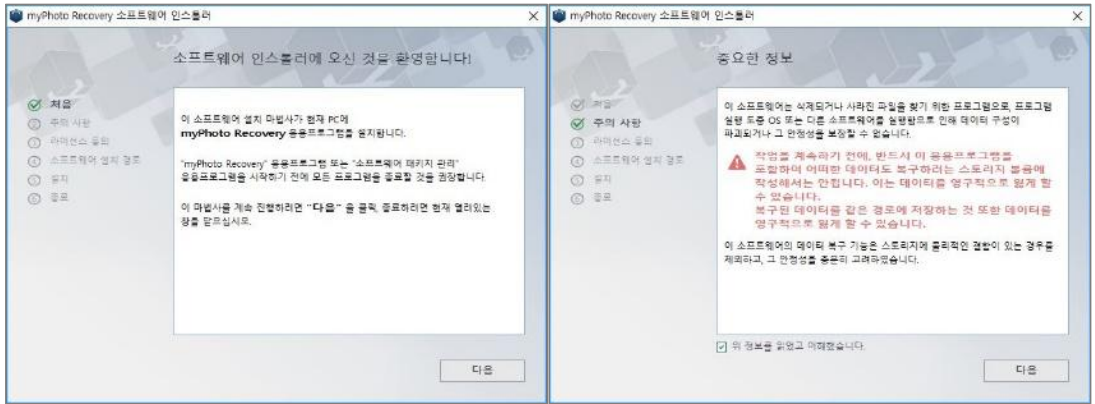 myPhoto Recovery 소프트웨어 인스톨러
소프트웨어 인스톨러에 오신 것을 환영합니다!
처음
주의 사항
라이선스 동의
소프트웨어 설치 경로
설치
종료
이 소프트웨어 설치 마법사가 현재 PC에
myPhoto Recovery 응용프로그램를 설치합니다.
"myPhoto Recovery" 응용프로그램 또는 "소프트웨어 패키지 관리"
응용프로그램을 시작하기 전에 모든 프로그램을 종료할 것을 권장합니다.
이 마법사를 계속 진행하려면 "다음" 을 클릭, 종료하려면 현재 열려있는
창를 닫으십시오.
다음
myPhoto Recovery 소프트웨어 인스톨러
중요한 정보
처음
주의 사항
라이선스 동의
소프트웨어 설치 경로
설치
종료
이 소프트웨어는 삭제되거나 사라진 파일을 찾기 위한 프로그램으로, 프로그램
실행 도중 OS 또는 다른 소프트웨어를 실행함으로 인해 데이터 구성이
파괴되거나 그 안정성을 보장할 수 없습니다.
작업을 계속하기 전에, 반드시 이 응용프로그램를
포함하여 어떠한 데이터도 복구하려는 스토리지 볼륨에
작성해서는 안됩니다. 이는 데이터를 영구적으로 잃게 할
수 있습니다.
복구된 데이터를 같은 경로에 저장하는 것 또한 데이터를
영구적으로 잃게 할 수 있습니다.
이 소프트웨어의 데이터 복구 기능은 스토리지에 물리적인 결함이 있는 경우를
제외하고, 그 안정성를 충분히 고려하였습니다.
위 정보를 읽었고 이해했습니다.
다음